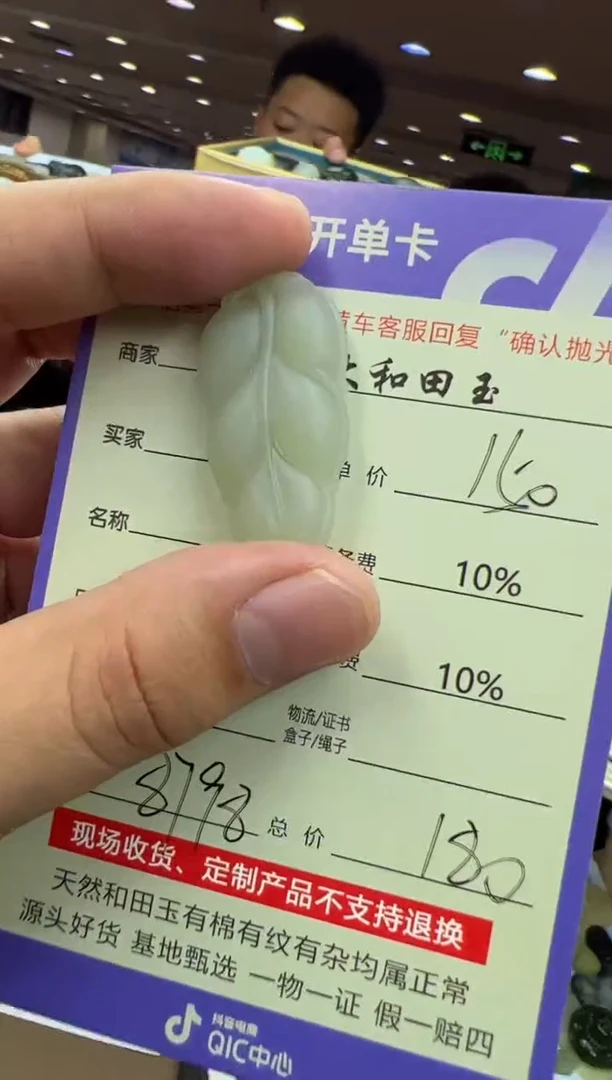 开单卡
车客服回复 “确认抛光
商家 和田玉
买家 单价 160
名称 务费 10%
费 10%
物流/证书
盒子/绳子
8798 总价 180
现场收货、定制产品不支持退换
天然和田玉有棉有纹有杂均属正常
源头好货 基地甄选 一物一证 假一赔四
抖音电商
QIC中心